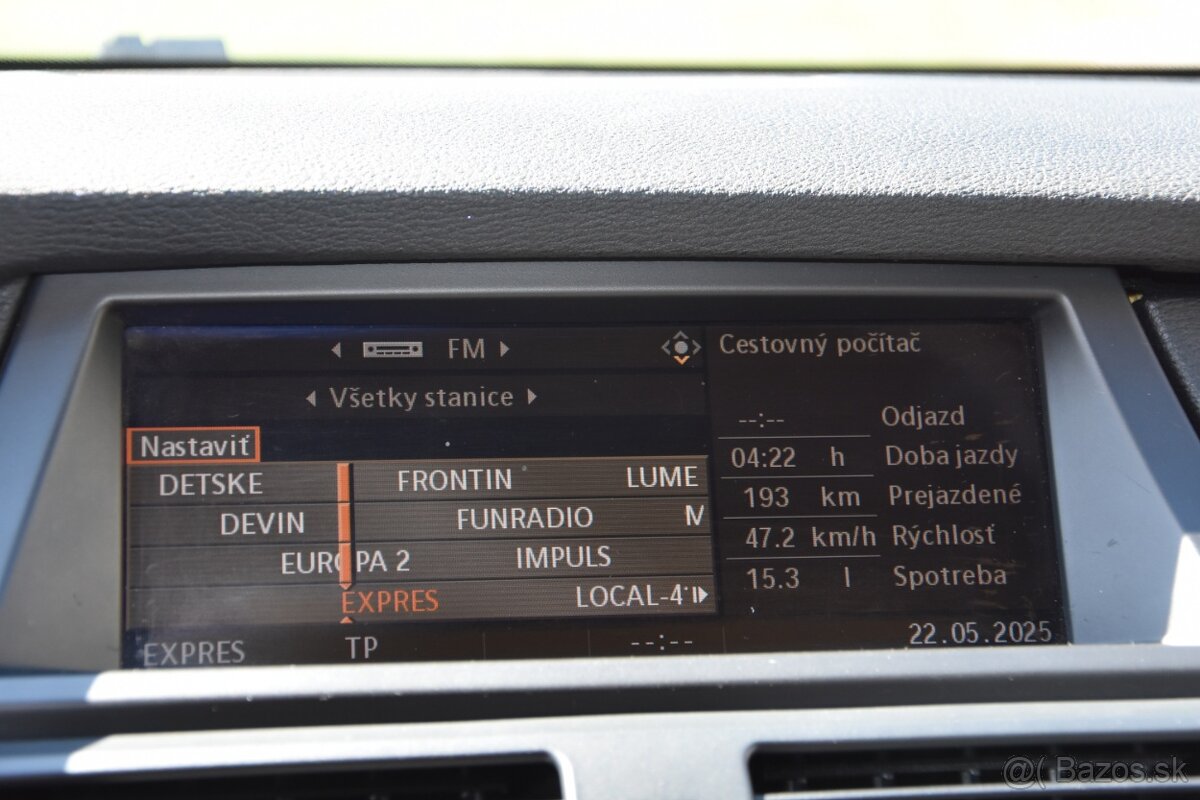 FM
Všetky stanice
Nastaviť
DETSKE FRONTIN LUME
DEVIN FUNRADIO
EUROPA 2 IMPULS
EXPRES LOCAL-4
EXPRES TP --:--
Cestovný počítač
--:-- Odjazd
04:22 h Doba jazdy
193 km Prejazdené
47.2 km/h Rýchlosť
15.3 l Spotreba
22.05.2025
@( Bazos.sk